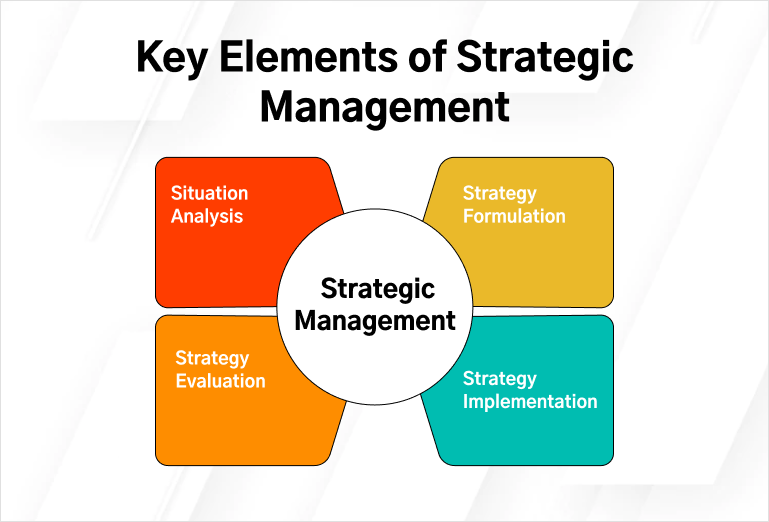 Key Elements of Strategic
Management
Situation
Analysis
Strategy
Formulation
Strategic
Management
Strategy
Evaluation
Strategy
Implementation